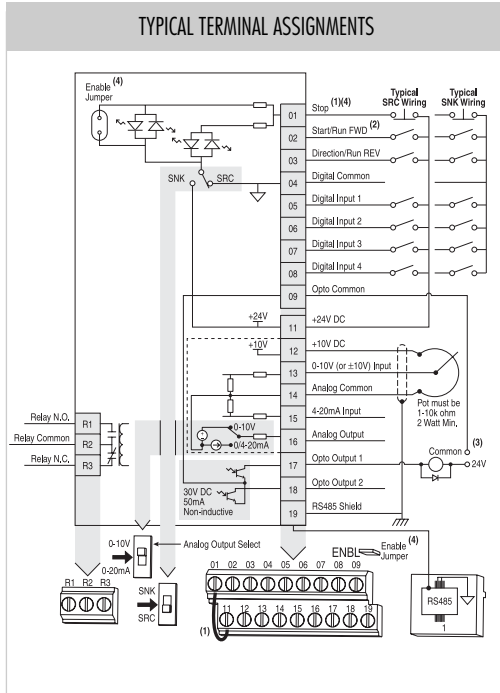 TYPICAL TERMINAL ASSIGNMENTS
Enable (4)
Jumper
Typical
SRC Wiring
Typical
SNK Wiring
01 Stop (1)(4)
02 Start/Run FWD (2)
03 Direction/Run REV
SNK SRC
04 Digital Common
05 Digital Input 1
06 Digital Input 2
07 Digital Input 3
08 Digital Input 4
09 Opto Common
+24V
11 +24V DC
+10V
12 +10V DC
13 0-10V (or ±10V) Input
14 Analog Common
Pot must be
1-10k ohm
2 Watt Min.
15 4-20mA Input
Relay N.O. R1
0-10V
16 Analog Output
Relay Common R2
0/4-20mA
Common (3)
Relay N.C. R3
17 Opto Output 1
24V
30V DC
50mA
Non-inductive
18 Opto Output 2
19 RS485 Shield
0-10V
Analog Output Select
0-20mA
ENBL
Enable (4)
Jumper
R1 R2 R3
SNK
SRC
01 02 03 04 05 06 07 08 09
11 12 13 14 15 16 17 18 19
(1)
RS485
1